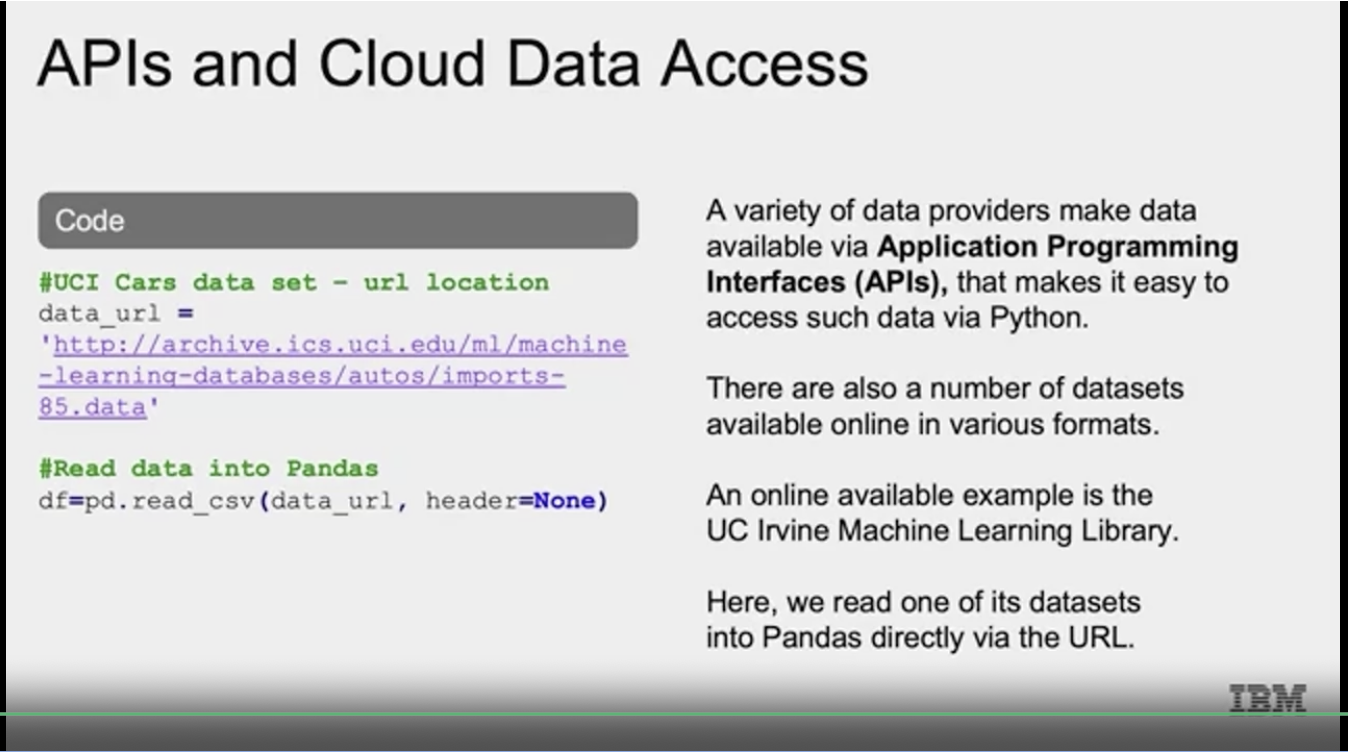 APIs and Cloud Data Access
Code
#UCI Cars data set – url location
data_url =
'http://archive.ics.uci.edu/ml/machine
-learning-databases/autos/imports-
85.data'
#Read data into Pandas
df=pd.read_csv(data_url, header=None)
A variety of data providers make data
available via Application Programming
Interfaces (APIs), that makes it easy to
access such data via Python.
There are also a number of datasets
available online in various formats.
An online available example is the
UC Irvine Machine Learning Library.
Here, we read one of its datasets
into Pandas directly via the URL.
IBM